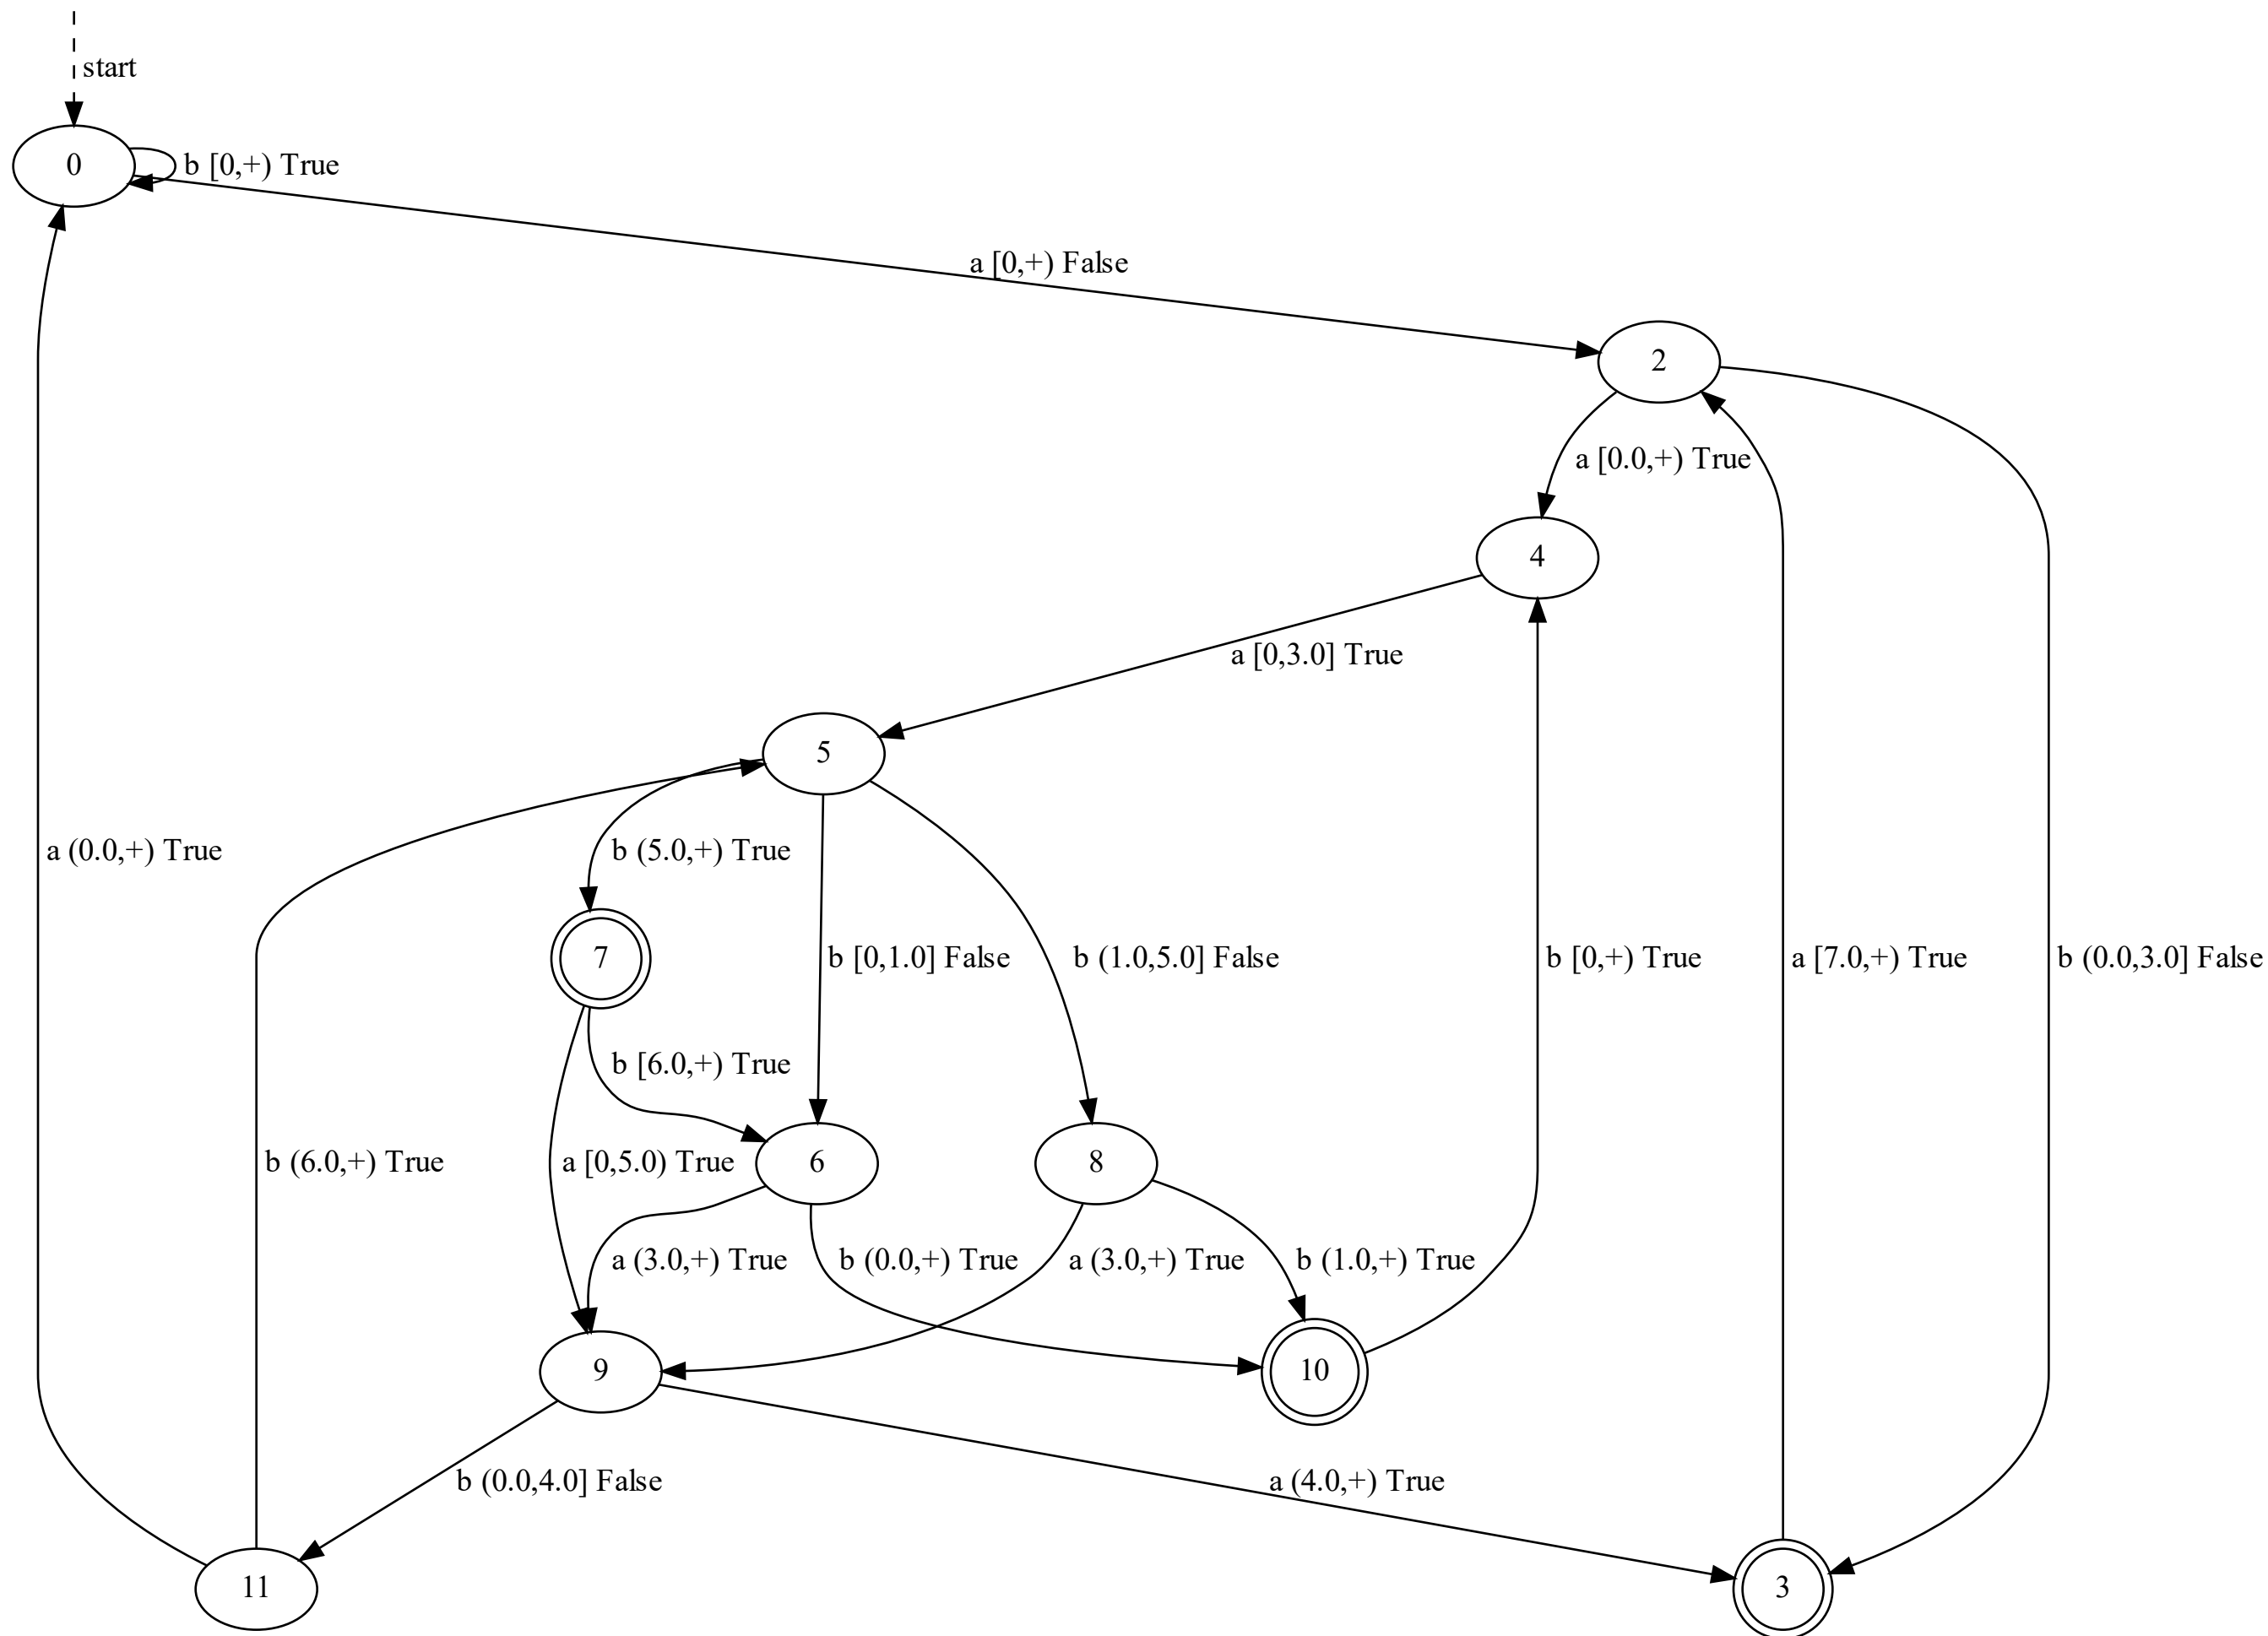 start
0
b [0,+) True
a [0,+) False
2
a [0.0,+) True
4
a [0,3.0] True
5
a (0.0,+) True
b (5.0,+) True
7
b [0,1.0] False
b (1.0,5.0] False
b [0,+) True
a [7.0,+) True
b (0.0,3.0] False
b [6.0,+) True
b (6.0,+) True
a [0,5.0) True
6
8
a (3.0,+) True
b (0.0,+) True
a (3.0,+) True
b (1.0,+) True
9
10
b (0.0,4.0] False
a (4.0,+) True
11
3